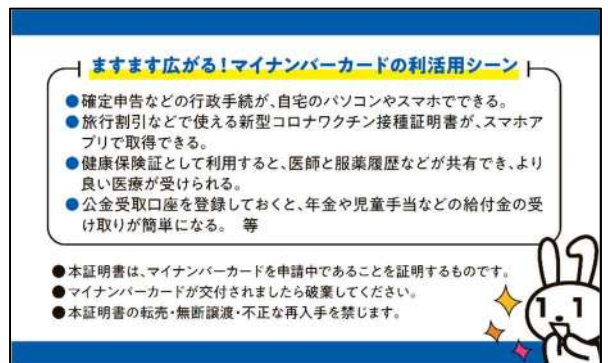 ますます広がる!マイナンバーカードの利活用シーン
●確定申告などの行政手続が、自宅のパソコンやスマホでできる。
●旅行割引などで使える新型コロナワクチン接種証明書が、スマホア
プリで取得できる。
●健康保険証として利用すると、医師と服薬履歴などが共有でき、より
良い医療が受けられる。
●公金受取口座を登録しておくと、年金や児童手当などの給付金の受
け取りが簡単になる。 等
●本証明書は、マイナンバーカードを申請中であることを証明するものです。
●マイナンバーカードが交付されましたら破棄してください。
●本証明書の転売・無断譲渡・不正な再入手を禁じます。
1 1